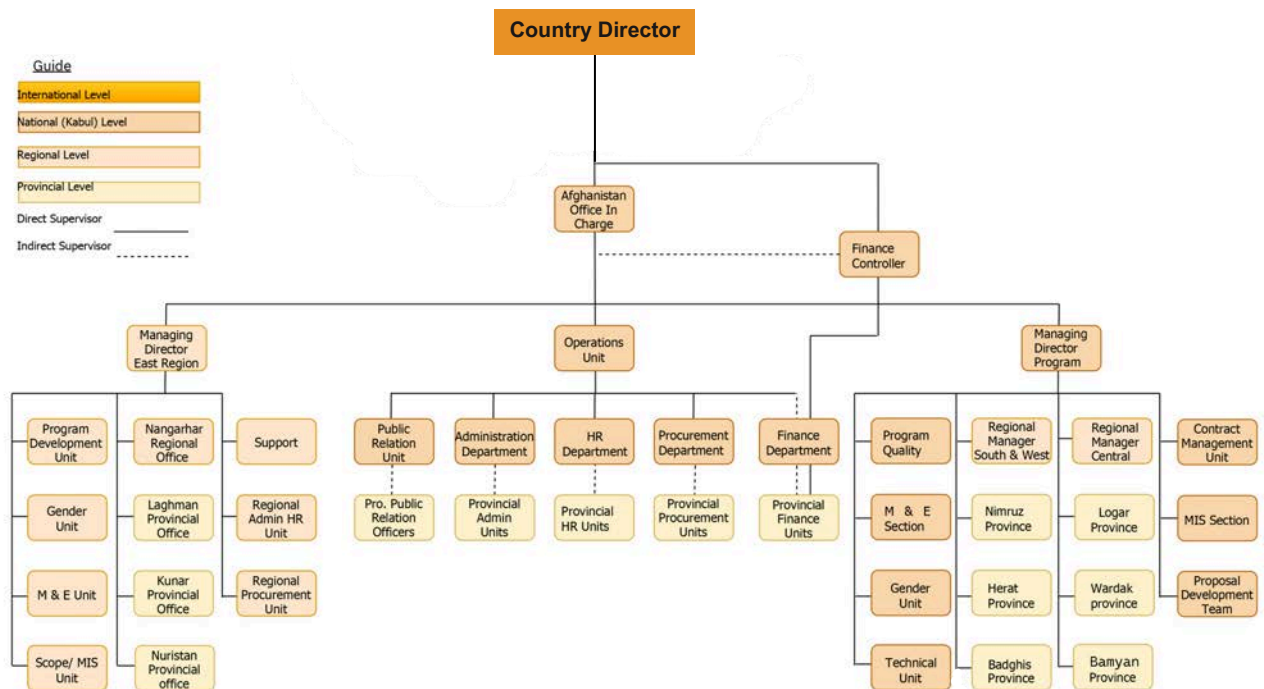 Country Director
Guide
International Level
National (Kabul) Level
Regional Level
Provincial Level
Direct Supervisor
Indirect Supervisor
Afghanistan
Office In
Charge
Finance
Controller
Managing
Director
East Region
Operations
Unit
Managing
Director
Program
Program
Development
Unit
Nangarhar
Regional
Office
Support
Gender
Unit
Laghman
Provincial
Office
Regional
Admin HR
Unit
M & E Unit
Kunar
Provincial
Office
Regional
Procurement
Unit
Scope/ MIS
Unit
Nuristan
Provincial
office
Public
Relation
Unit
Administration
Department
HR
Department
Procurement
Department
Finance
Department
Pro. Public
Relation
Officers
Provincial
Admin
Units
Provincial
HR Units
Provincial
Procurement
Units
Provincial
Finance
Units
Program
Quality
Regional
Manager
South & West
Regional
Manager
Central
Contract
Management
Unit
M & E
Section
Nimruz
Province
Logar
Province
MIS Section
Gender
Unit
Herat
Province
Wardak
province
Proposal
Development
Team
Technical
Unit
Badghis
Province
Bamyan
Province